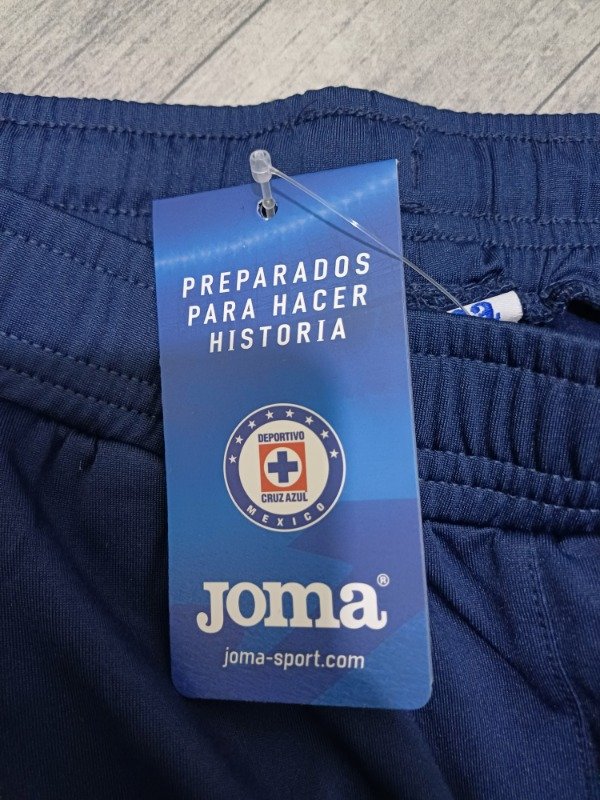 PREPARADOS
PARA HACER
HISTORIA
DEPORTIVO
CRUZ AZUL
MEXICO
Joma®
joma-sport.com